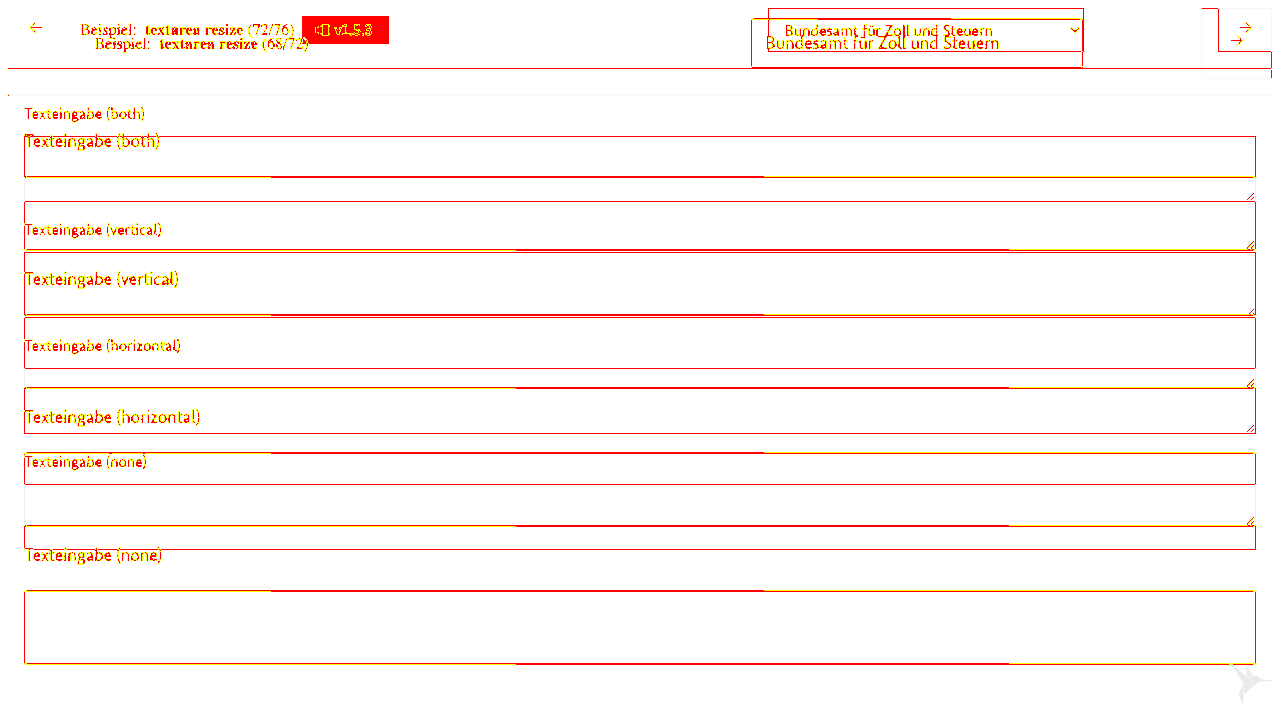 Beispiel: textarea resize (72/76) v1.5.3
Beispiel: textarea resize (68/72)
Bundesamt für Zoll und Steuern
Bundesamt für Zoll und Steuern
Texteingabe (both)
Texteingabe (both)
Texteingabe (vertical)
Texteingabe (vertical)
Texteingabe (horizontal)
Texteingabe (horizontal)
Texteingabe (none)
Texteingabe (none)